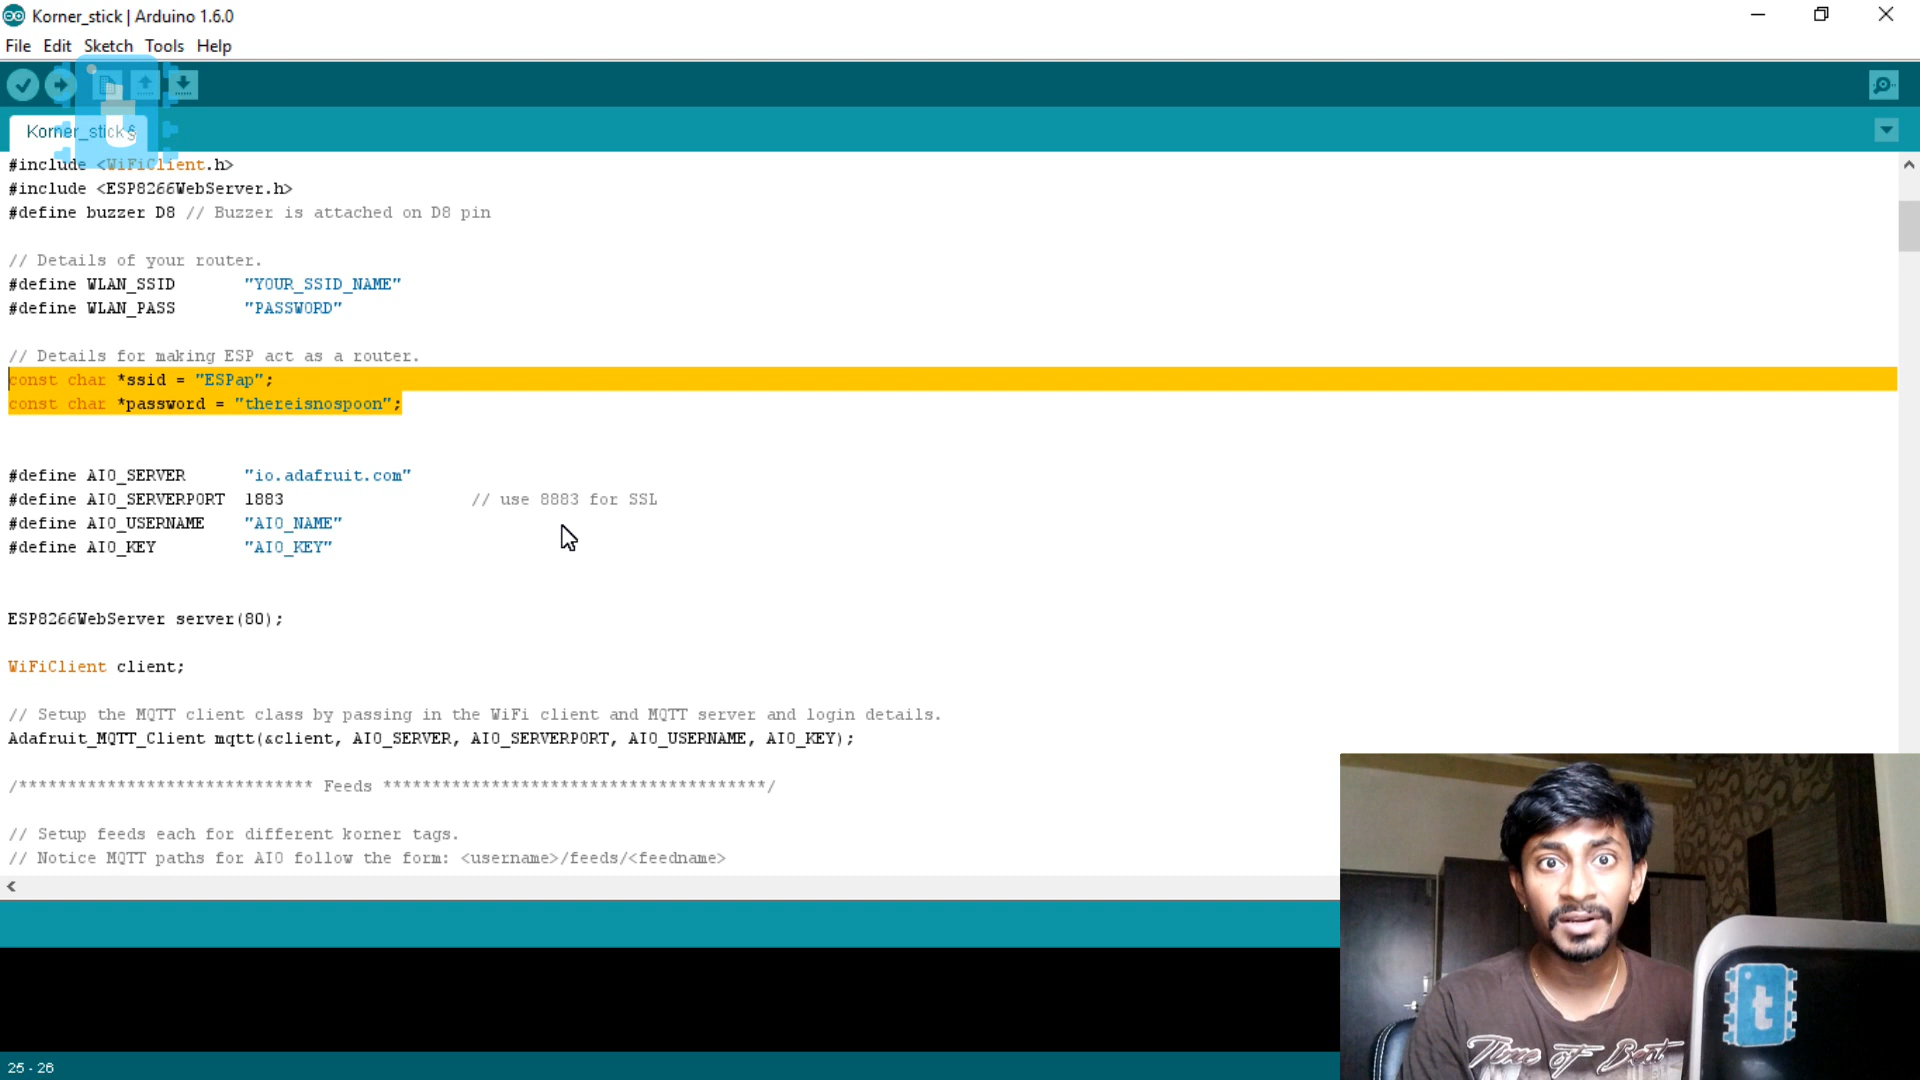 Korner_stick | Arduino 1.6.0
File Edit Sketch Tools Help
Korner_stick§
#include <WiFiClient.h>
#include <ESP8266WebServer.h>
#define buzzer D8 // Buzzer is attached on D8 pin
// Details of your router.
#define WLAN_SSID "YOUR_SSID_NAME"
#define WLAN_PASS "PASSWORD"
// Details for making ESP act as a router.
const char *ssid = "ESPap";
const char *password = "thereisnospoon";
#define AIO_SERVER "io.adafruit.com"
#define AIO_SERVERPORT 1883 // use 8883 for SSL
#define AIO_USERNAME "AIO_NAME"
#define AIO_KEY "AIO_KEY"
ESP8266WebServer server(80);
WiFiClient client;
// Setup the MQTT client class by passing in the WiFi client and MQTT server and login details.
Adafruit_MQTT_Client mqtt(&client, AIO_SERVER, AIO_SERVERPORT, AIO_USERNAME, AIO_KEY);
/****************************** Feeds ***************************************/
// Setup feeds each for different korner tags.
// Notice MQTT paths for AIO follow the form: <username>/feeds/<feedname>
25 - 26
t
Time of Best